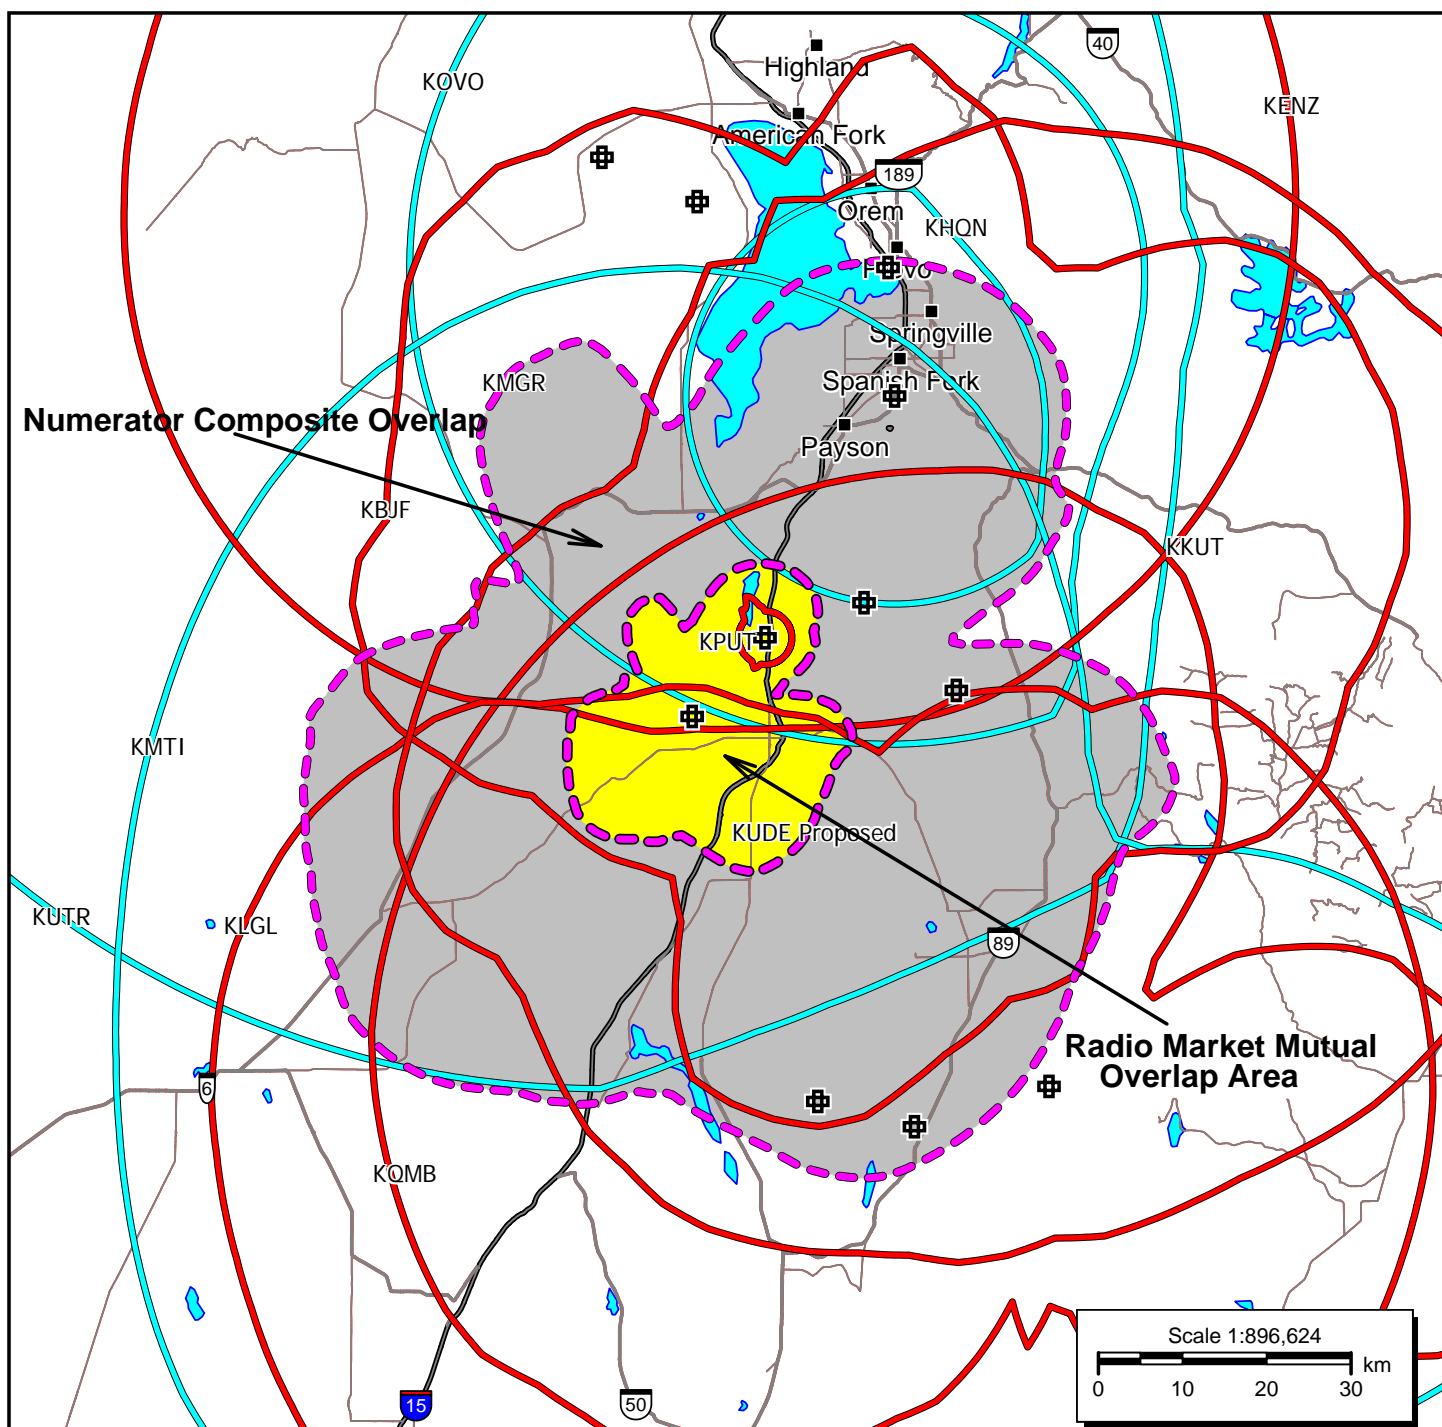 40
Highland
KOVO
KENZ
American Fork
189
Orem
KHQN
Provo
Springville
Spanish Fork
KMGR
Numerator Composite Overlap
Payson
KBJF
KKUT
KPUT
KMTI
KUDE Proposed
KUTR
KLGL
89
Radio Market Mutual
Overlap Area
6
KQMB
Scale 1:896,624
km
0 10 20 30
15
50